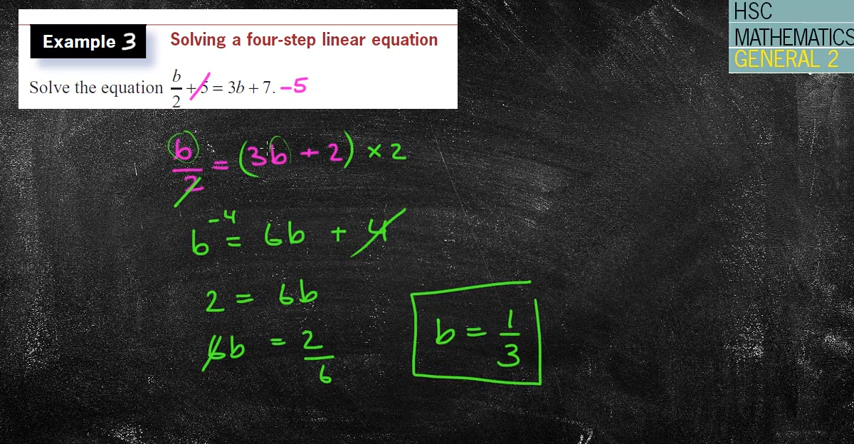 HSC
MATHEMATICS
GENERAL 2
Example 3 Solving a four-step linear equation
Solve the equation b/2 + 5 = 3b + 7. -5
b/2 = (3b + 2) × 2
b -4 = 6b + 4
2 = 6b
6b = 2/6
b = 1/3